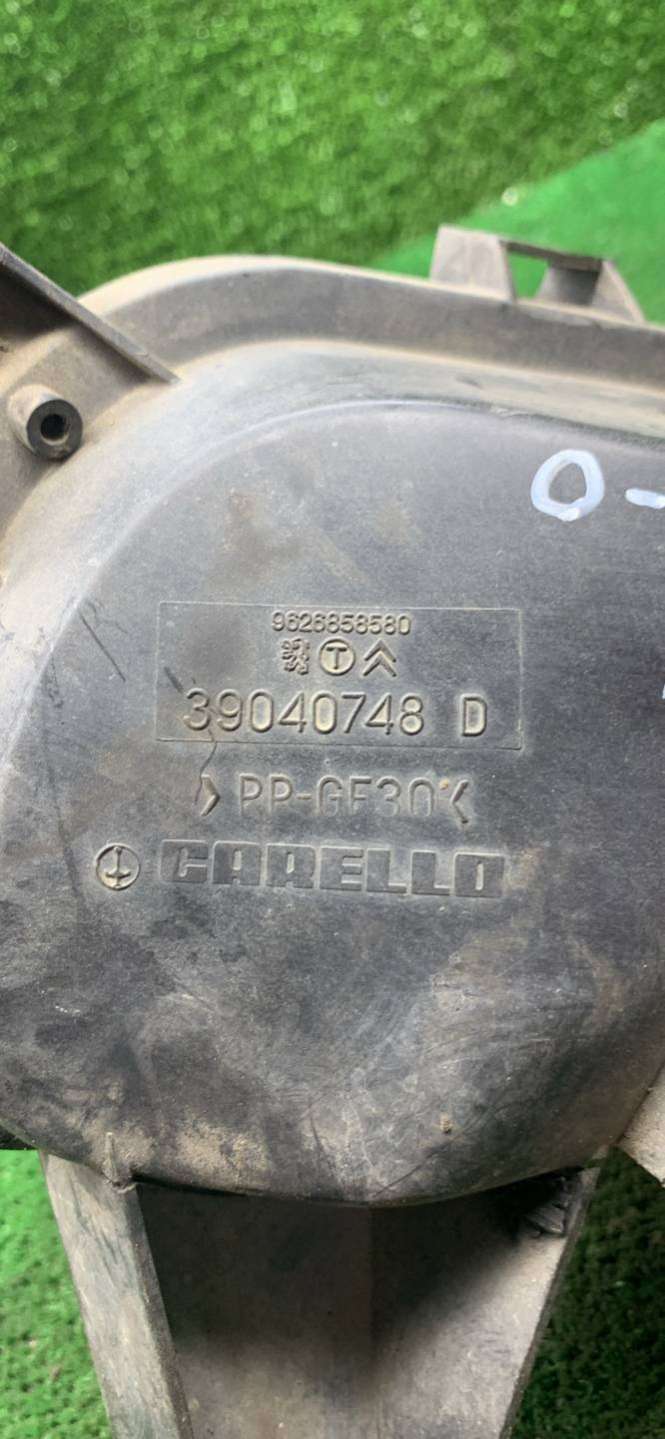 O-
9626858580
T
39040748 D
>PP-GF30<
CARELLO